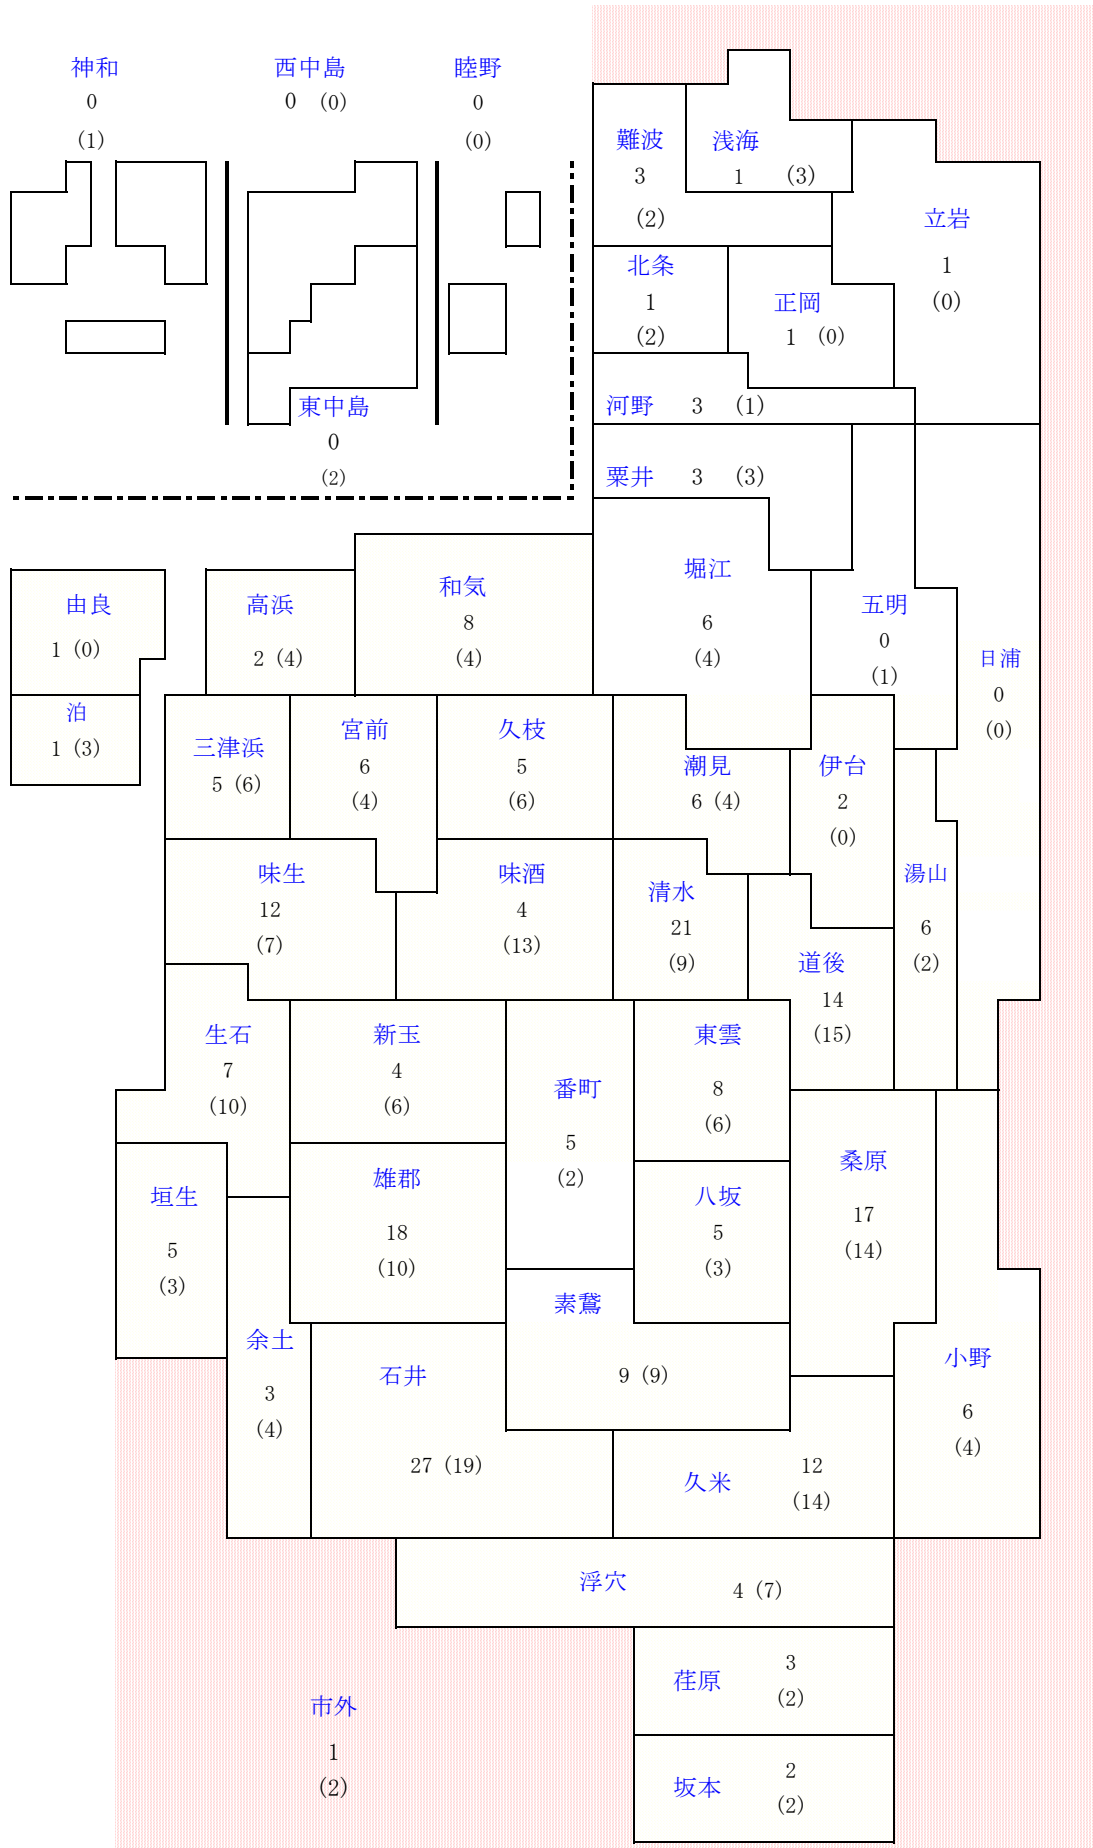 神和
0
(1)
西中島
0 (0)
睦野
0
(0)
東中島
0
(2)
難波
3
(2)
浅海
1 (3)
立岩
1
(0)
北条
1
(2)
正岡
1 (0)
河野 3 (1)
粟井 3 (3)
堀江
6
(4)
五明
0
(1)
日浦
0
(0)
由良
1 (0)
泊
1 (3)
高浜
2 (4)
和気
8
(4)
三津浜
5 (6)
宮前
6
(4)
久枝
5
(6)
潮見
6 (4)
伊台
2
(0)
湯山
6
(2)
味生
12
(7)
味酒
4
(13)
清水
21
(9)
道後
14
(15)
生石
7
(10)
新玉
4
(6)
番町
5
(2)
東雲
8
(6)
垣生
5
(3)
雄郡
18
(10)
八坂
5
(3)
桑原
17
(14)
余土
3
(4)
石井
27 (19)
素鵞
9 (9)
小野
6
(4)
久米 12
(14)
浮穴 4 (7)
荏原 3
(2)
坂本 2
(2)
市外
1
(2)